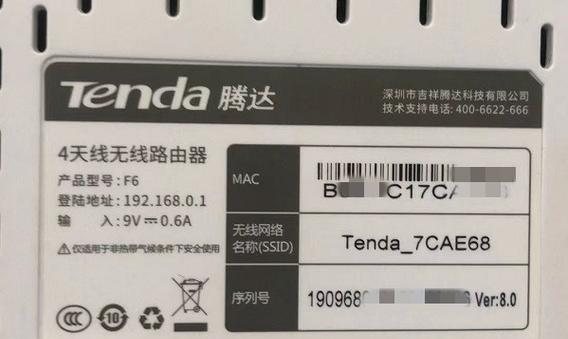 Tenda 腾达
深圳市吉祥腾达科技有限公司
技术支持电话: 400-6622-666
4天线无线路由器
产品型号: F6
登陆地址: 192.168.0.1
输 入: 9V 0.6A
仅适用于非热带气候条件下安全使用
MAC
C17C
无线网络
名称(SSID)
Tenda_7CAE68
序列号
190968
Ver:8.0
CCC
10